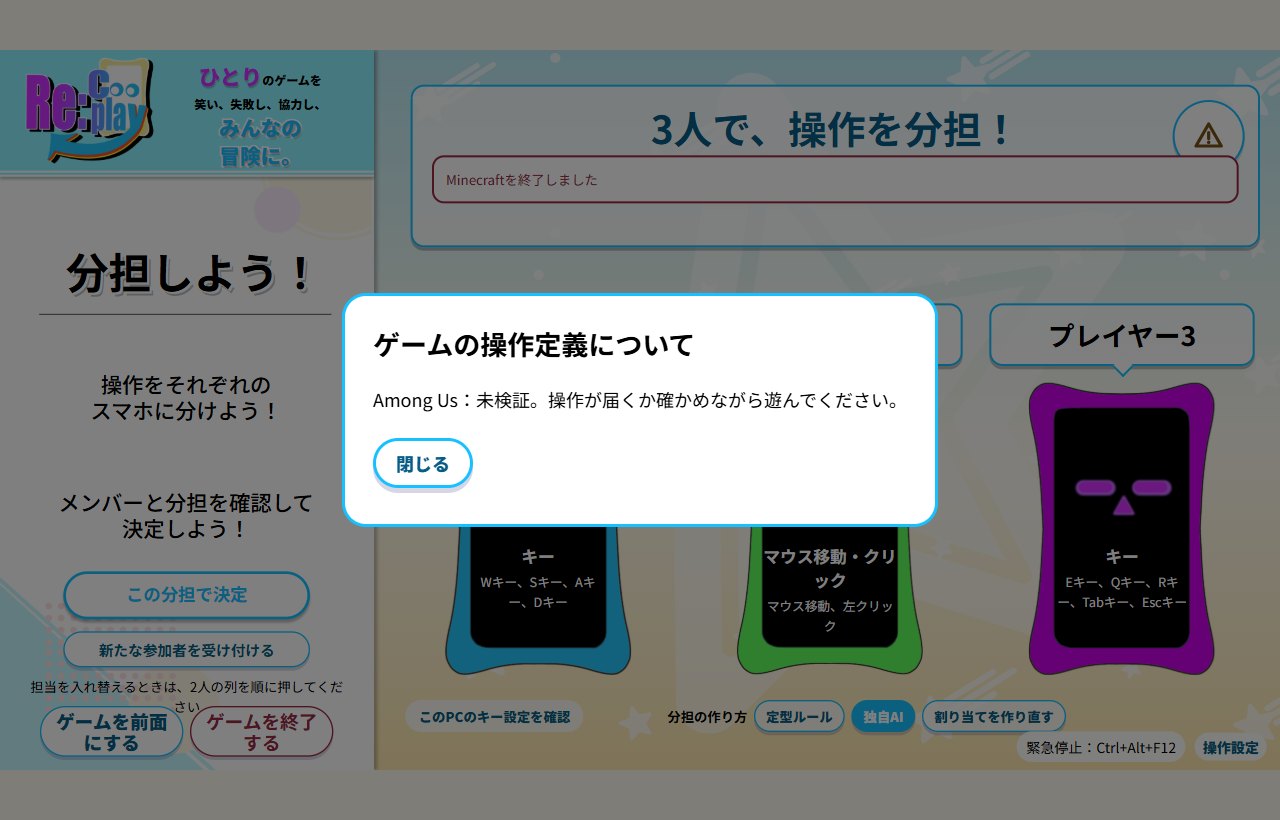 Re:Coo
play
ひとりのゲームを
笑い、失敗し、協力し、
みんなの
冒険に。
分担しよう！
操作をそれぞれの
スマホに分けよう！
メンバーと分担を確認して
決定しよう！
この分担で決定
新たな参加者を受け付ける
担当を入れ替えるときは、2人の列を順に押してくだ
さい
ゲームを前面
にする
ゲームを終了
する
3人で、操作を分担！
Minecraftを終了しました
プレイヤー3
ゲームの操作定義について
Among Us：未検証。操作が届くか確かめながら遊んでください。
閉じる
キー
Wキー、Sキー、Aキ
ー、Dキー
マウス移動・クリ
ック
マウス移動、左クリッ
ク
キー
Eキー、Qキー、Rキ
ー、Tabキー、Escキー
このPCのキー設定を確認
分担の作り方
定型ルール
独自AI
割り当てを作り直す
緊急停止：Ctrl+Alt+F12
操作設定